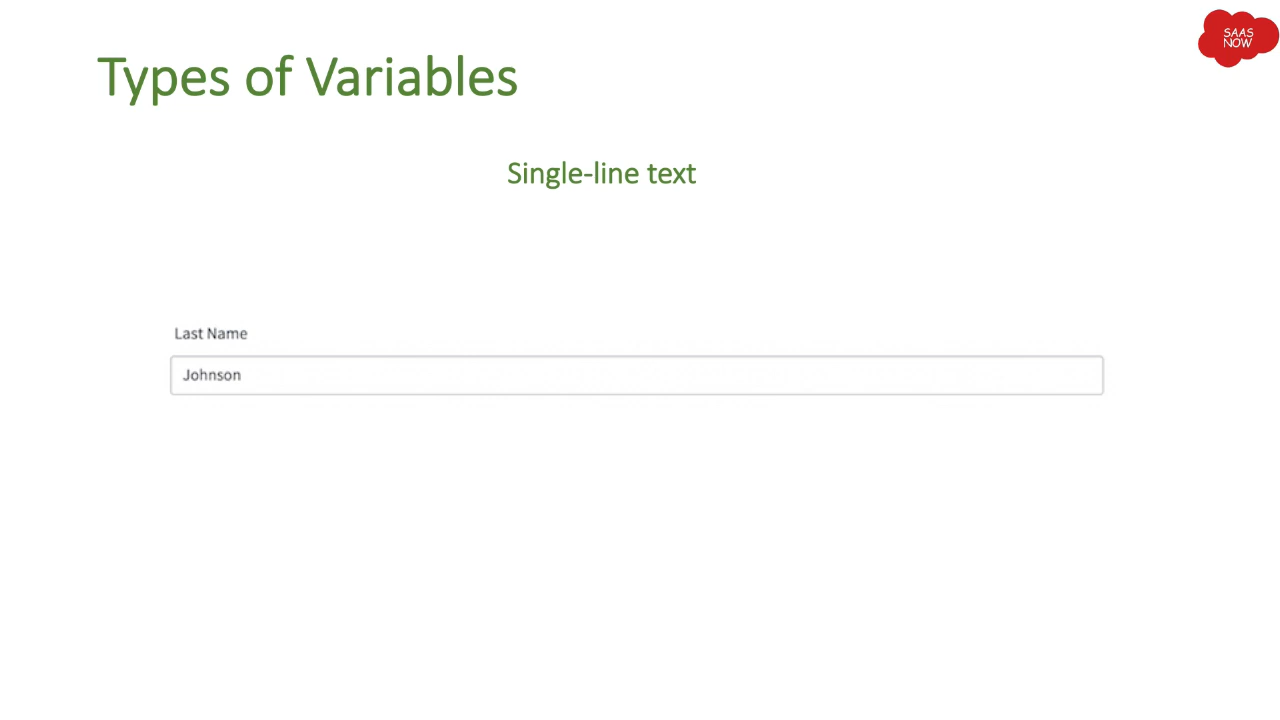 SAAS
NOW
Types of Variables
Single-line text
Last Name
Johnson